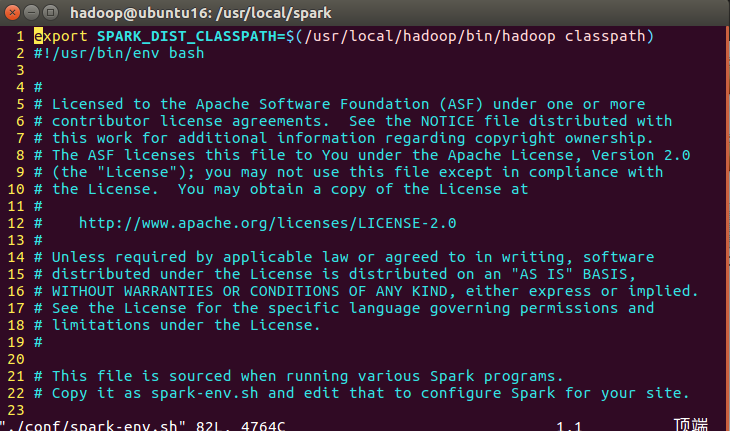 hadoop@ubuntu16: /usr/local/spark
1 export SPARK_DIST_CLASSPATH=$(/usr/local/hadoop/bin/hadoop classpath)
2 #!/usr/bin/env bash
3
4 #
5 # Licensed to the Apache Software Foundation (ASF) under one or more
6 # contributor license agreements.  See the NOTICE file distributed with
7 # this work for additional information regarding copyright ownership.
8 # The ASF licenses this file to You under the Apache License, Version 2.0
9 # (the "License"); you may not use this file except in compliance with
10 # the License.  You may obtain a copy of the License at
11 #
12 #    http://www.apache.org/licenses/LICENSE-2.0
13 #
14 # Unless required by applicable law or agreed to in writing, software
15 # distributed under the License is distributed on an "AS IS" BASIS,
16 # WITHOUT WARRANTIES OR CONDITIONS OF ANY KIND, either express or implied.
17 # See the License for the specific language governing permissions and
18 # limitations under the License.
19 #
20
21 # This file is sourced when running various Spark programs.
22 # Copy it as spark-env.sh and edit that to configure Spark for your site.
23
"./conf/spark-env.sh" 82L, 4764C 1,1 顶端